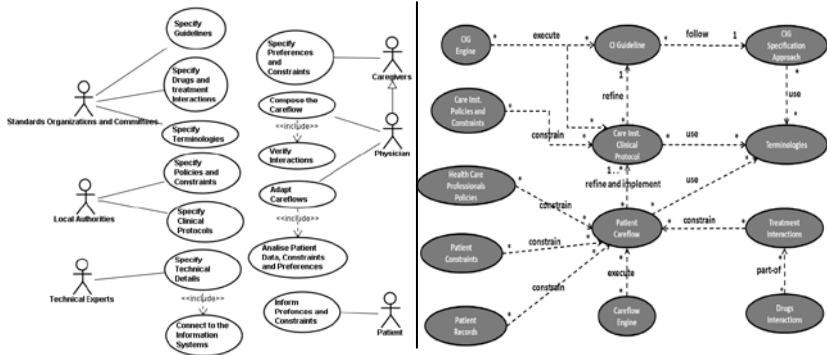 Specify
Guidelines
Specify
Drugs and
treatment
Interactions
Standards Organizations and Committees
Specify
Terminologies
Specify
Policies and
Constraints
Local Authorities
Specify
Clinical
Protocols
Specify
Technical
Details
Technical Experts
<<include>>
Connect to the
Information
Systems
Specify
Preferences
and
Constraints
Caregivers
Compose the
Careflow
<<include>>
Physician
Verify
Interactions
Adapt
Careflows
<<include>>
Analise Patient
Data, Constraints
and Preferences
Inform
Prefences and
Constraints
Patient
CIG
Engine
*
execute
*
CI Guideline
*
follow
1
CIG
Specification
Approach
1
*
refine
use
*
*
Care Inst.
Policies and
Constraints
*
constrain
*
*
Care Inst.
Clinical
Protocol
*
use
*
Terminologies
1...*
*
Health Care
Professionals
Policies
*
refine and implement
use
constrain
*
*
*
*
Patient
Careflow
*
constrain
*
Treatment
Interactions
Patient
Constraints
*
constrain
*
*
*
*
part-of
constrain
execute
Patient
Records
*
*
Careflow
Engine
*
Drugs
Interactions